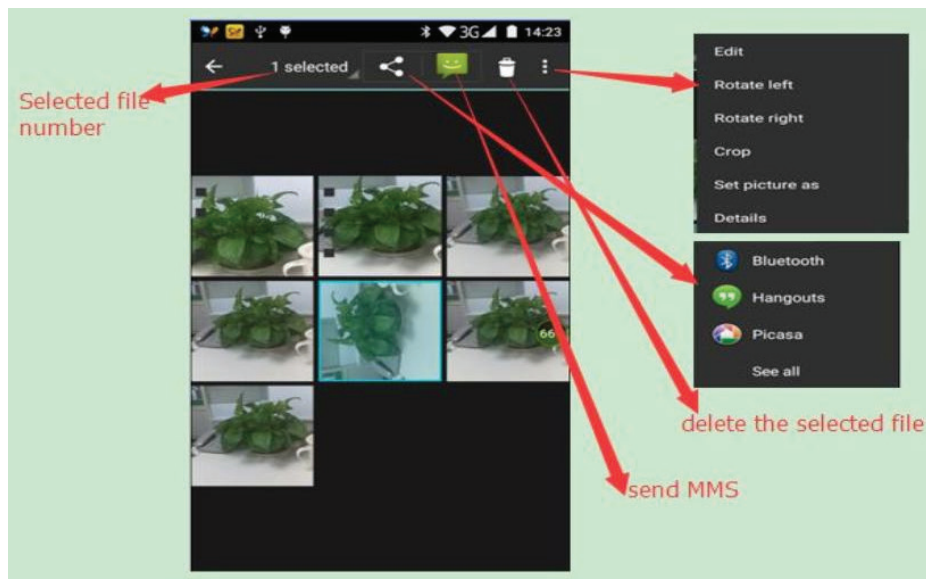 3G 14:23
1 selected
Selected file
number
Edit
Rotate left
Rotate right
Crop
Set picture as
Details
Bluetooth
Hangouts
Picasa
See all
delete the selected file
send MMS